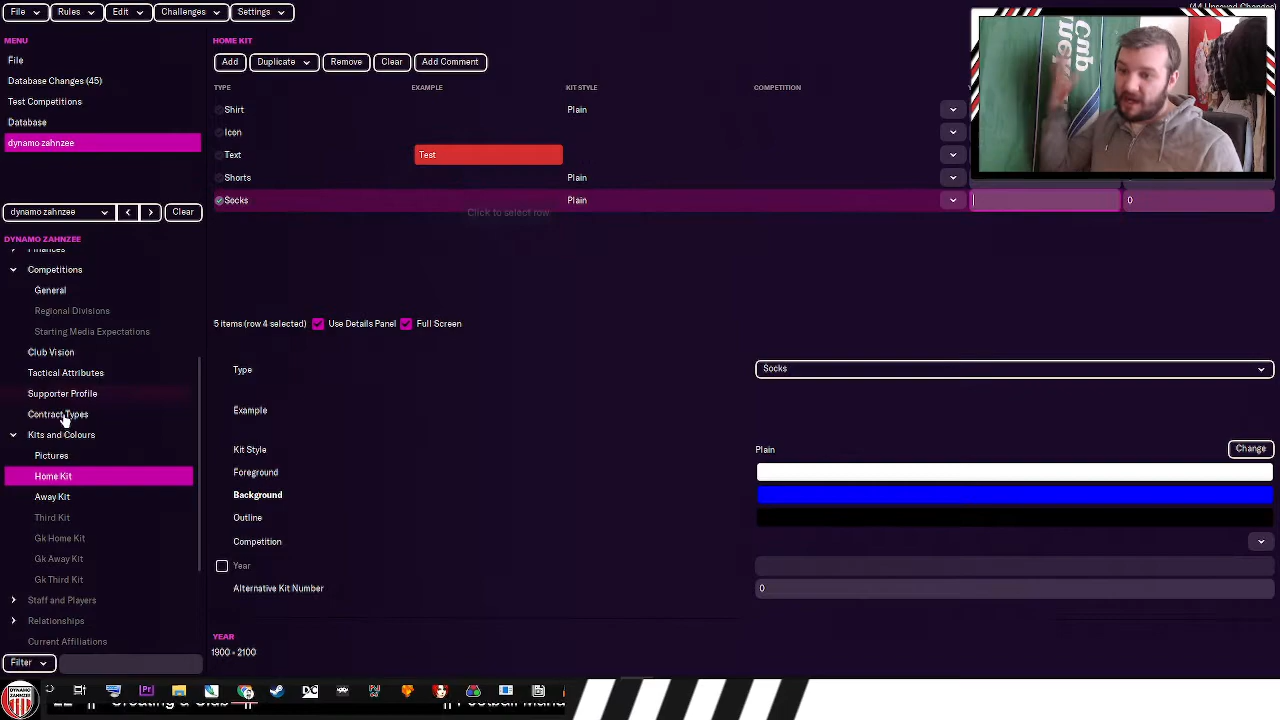 File Rules Edit Challenges Settings
MENU
File
Database Changes (45)
Test Competitions
Database
dynamo zahnzee
dynamo zahnzee < > Clear
DYNAMO ZAHNZEE
Finances
Competitions
General
Regional Divisions
Starting Media Expectations
Club Vision
Tactical Attributes
Supporter Profile
Contract Types
Kits and Colours
Pictures
Home Kit
Away Kit
Third Kit
Gk Home Kit
Gk Away Kit
Gk Third Kit
Staff and Players
Relationships
Current Affiliations
Filter
HOME KIT
Add Duplicate Remove Clear Add Comment
TYPE EXAMPLE KIT STYLE COMPETITION
Shirt Plain
Icon
Text Test
Shorts Plain
Socks Plain 0
Click to select row
5 items (row 4 selected) Use Details Panel Full Screen
Type Socks
Example
Kit Style Plain Change
Foreground
Background
Outline
Competition
Year
Alternative Kit Number 0
YEAR
1900 - 2100
DYNAMO
ZAHNZEE
Pr
DC